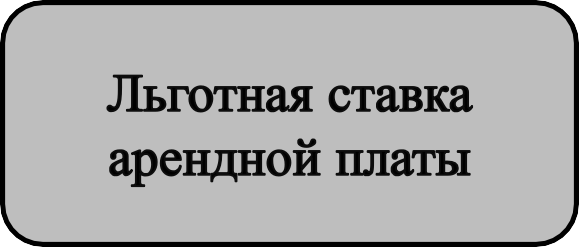 Льготная ставка
арендной платы